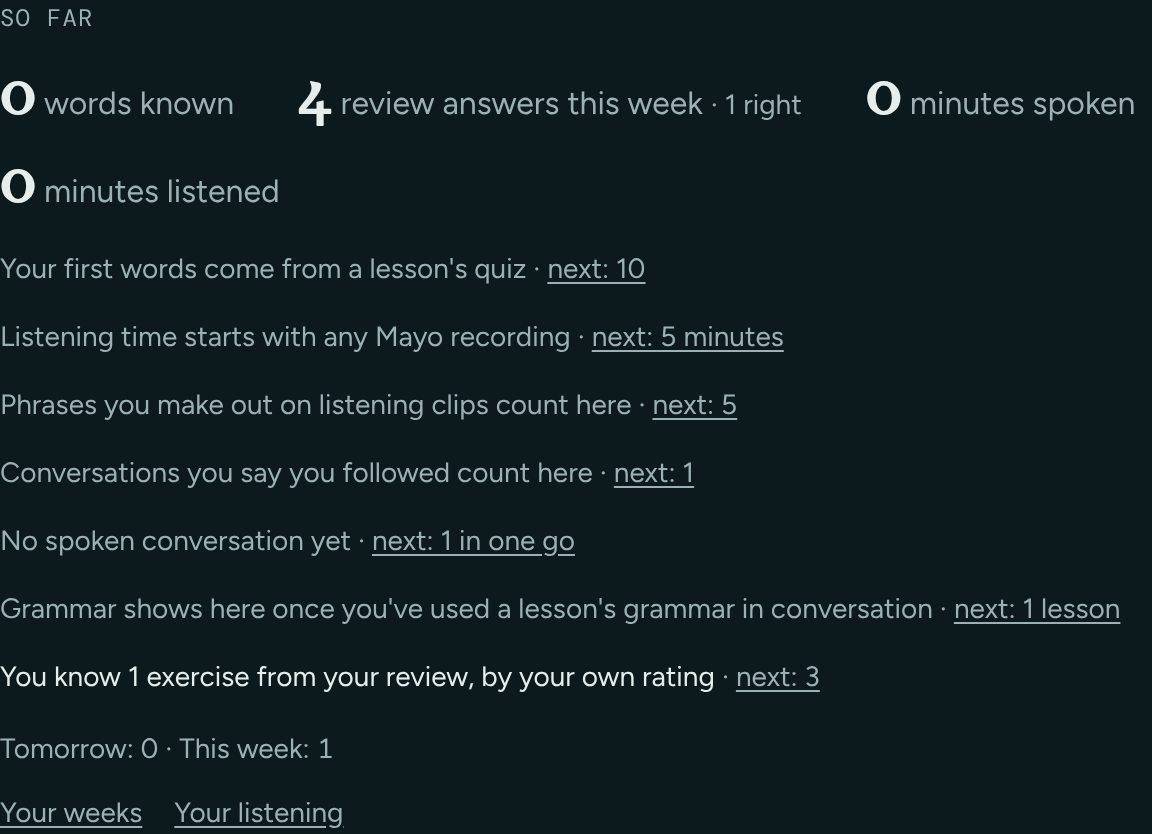 SO FAR
0 words known 4 review answers this week · 1 right 0 minutes spoken
0 minutes listened
Your first words come from a lesson's quiz · next: 10
Listening time starts with any Mayo recording · next: 5 minutes
Phrases you make out on listening clips count here · next: 5
Conversations you say you followed count here · next: 1
No spoken conversation yet · next: 1 in one go
Grammar shows here once you've used a lesson's grammar in conversation · next: 1 lesson
You know 1 exercise from your review, by your own rating · next: 3
Tomorrow: 0 · This week: 1
Your weeks Your listening